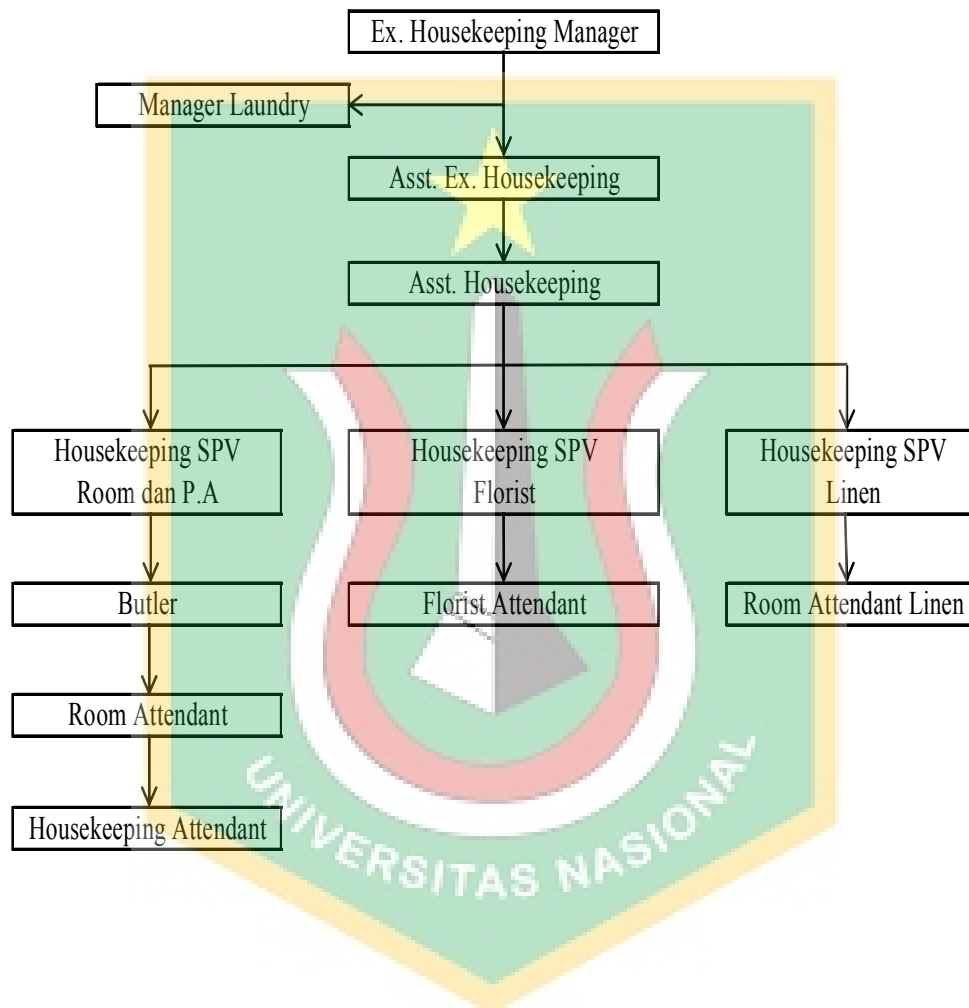 Ex. Housekeeping Manager
Manager Laundry
Asst. Ex. Housekeeping
Asst. Housekeeping
Housekeeping SPV
Room dan P.A
Housekeeping SPV
Florist
Housekeeping SPV
Linen
Butler
Florist Attendant
Room Attendant Linen
Room Attendant
Housekeeping Attendant
UNIVERSITAS NASIONAL